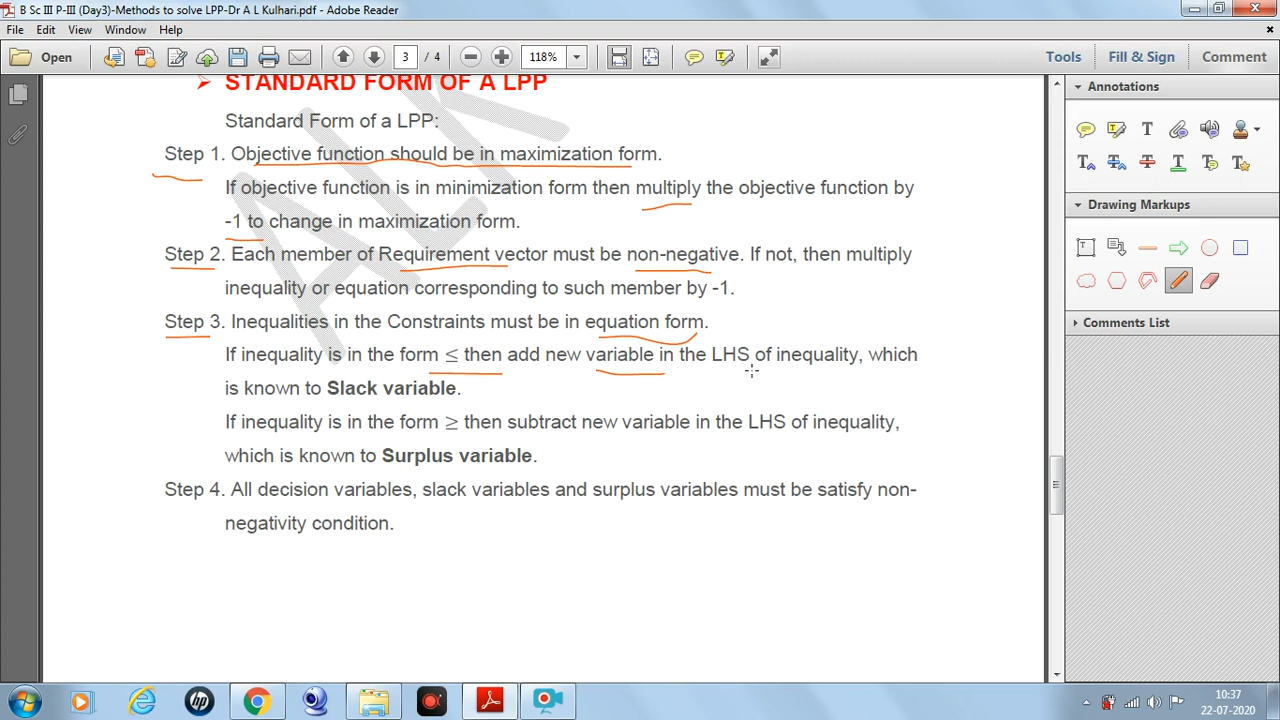 B Sc III P-III (Day3)-Methods to solve LPP-Dr A L Kulhari.pdf - Adobe Reader
File Edit View Window Help
Open 3 / 4 118% Tools Fill & Sign Comment
STANDARD FORM OF A LPP
Standard Form of a LPP:
Step 1. Objective function should be in maximization form.
If objective function is in minimization form then multiply the objective function by
-1 to change in maximization form.
Step 2. Each member of Requirement vector must be non-negative. If not, then multiply
inequality or equation corresponding to such member by -1.
Step 3. Inequalities in the Constraints must be in equation form.
If inequality is in the form ≤ then add new variable in the LHS of inequality, which
is known to Slack variable.
If inequality is in the form ≥ then subtract new variable in the LHS of inequality,
which is known to Surplus variable.
Step 4. All decision variables, slack variables and surplus variables must be satisfy non-
negativity condition.
ALK
Annotations
Drawing Markups
Comments List
10:37
22-07-2020